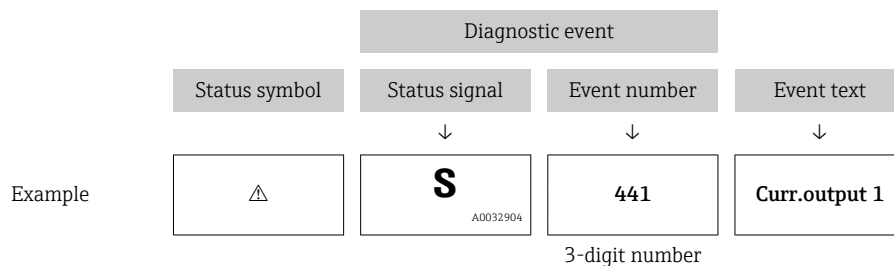 Diagnostic event
Status symbol Status signal Event number Event text
↓ ↓ ↓
Example ⚠ S 441 Curr.output 1
A0032904
3-digit number